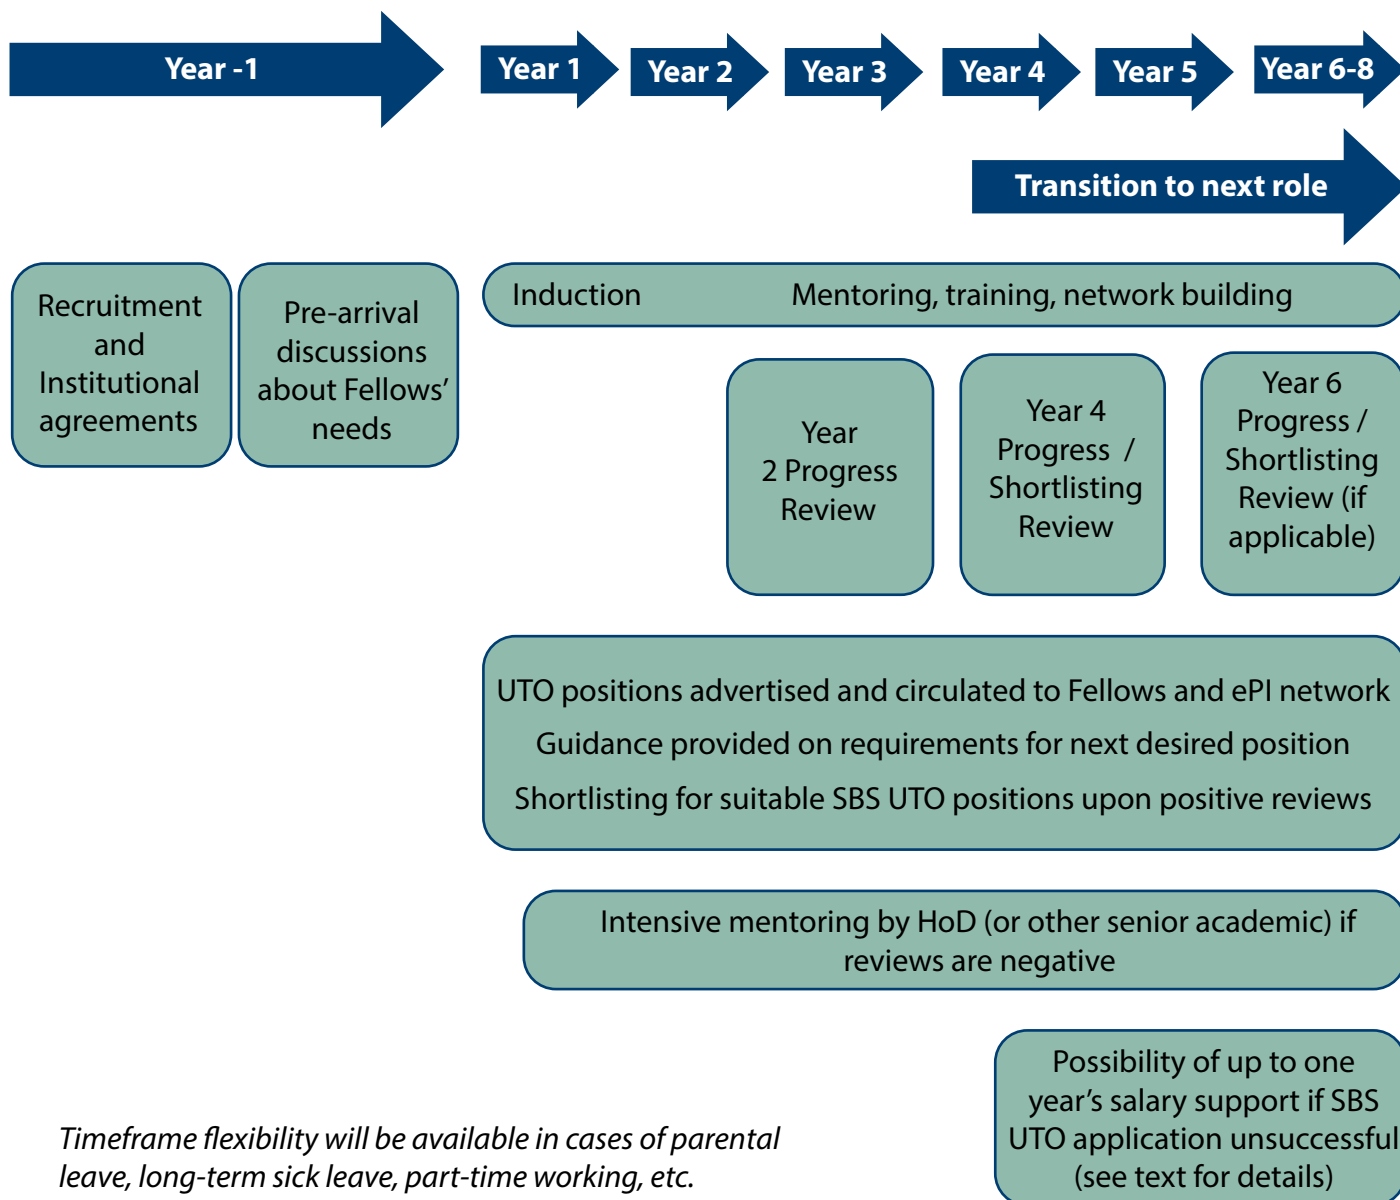 Year -1
Year 1
Year 2
Year 3
Year 4
Year 5
Year 6-8
Transition to next role
Recruitment
and
Institutional
agreements
Pre-arrival
discussions
about Fellows’
needs
Induction
Mentoring, training, network building
Year
2 Progress
Review
Year 4
Progress /
Shortlisting
Review
Year 6
Progress /
Shortlisting
Review (if
applicable)
UTO positions advertised and circulated to Fellows and ePI network
Guidance provided on requirements for next desired position
Shortlisting for suitable SBS UTO positions upon positive reviews
Intensive mentoring by HoD (or other senior academic) if
reviews are negative
Possibility of up to one
year’s salary support if SBS
UTO application unsuccessful
(see text for details)
Timeframe flexibility will be available in cases of parental
leave, long-term sick leave, part-time working, etc.